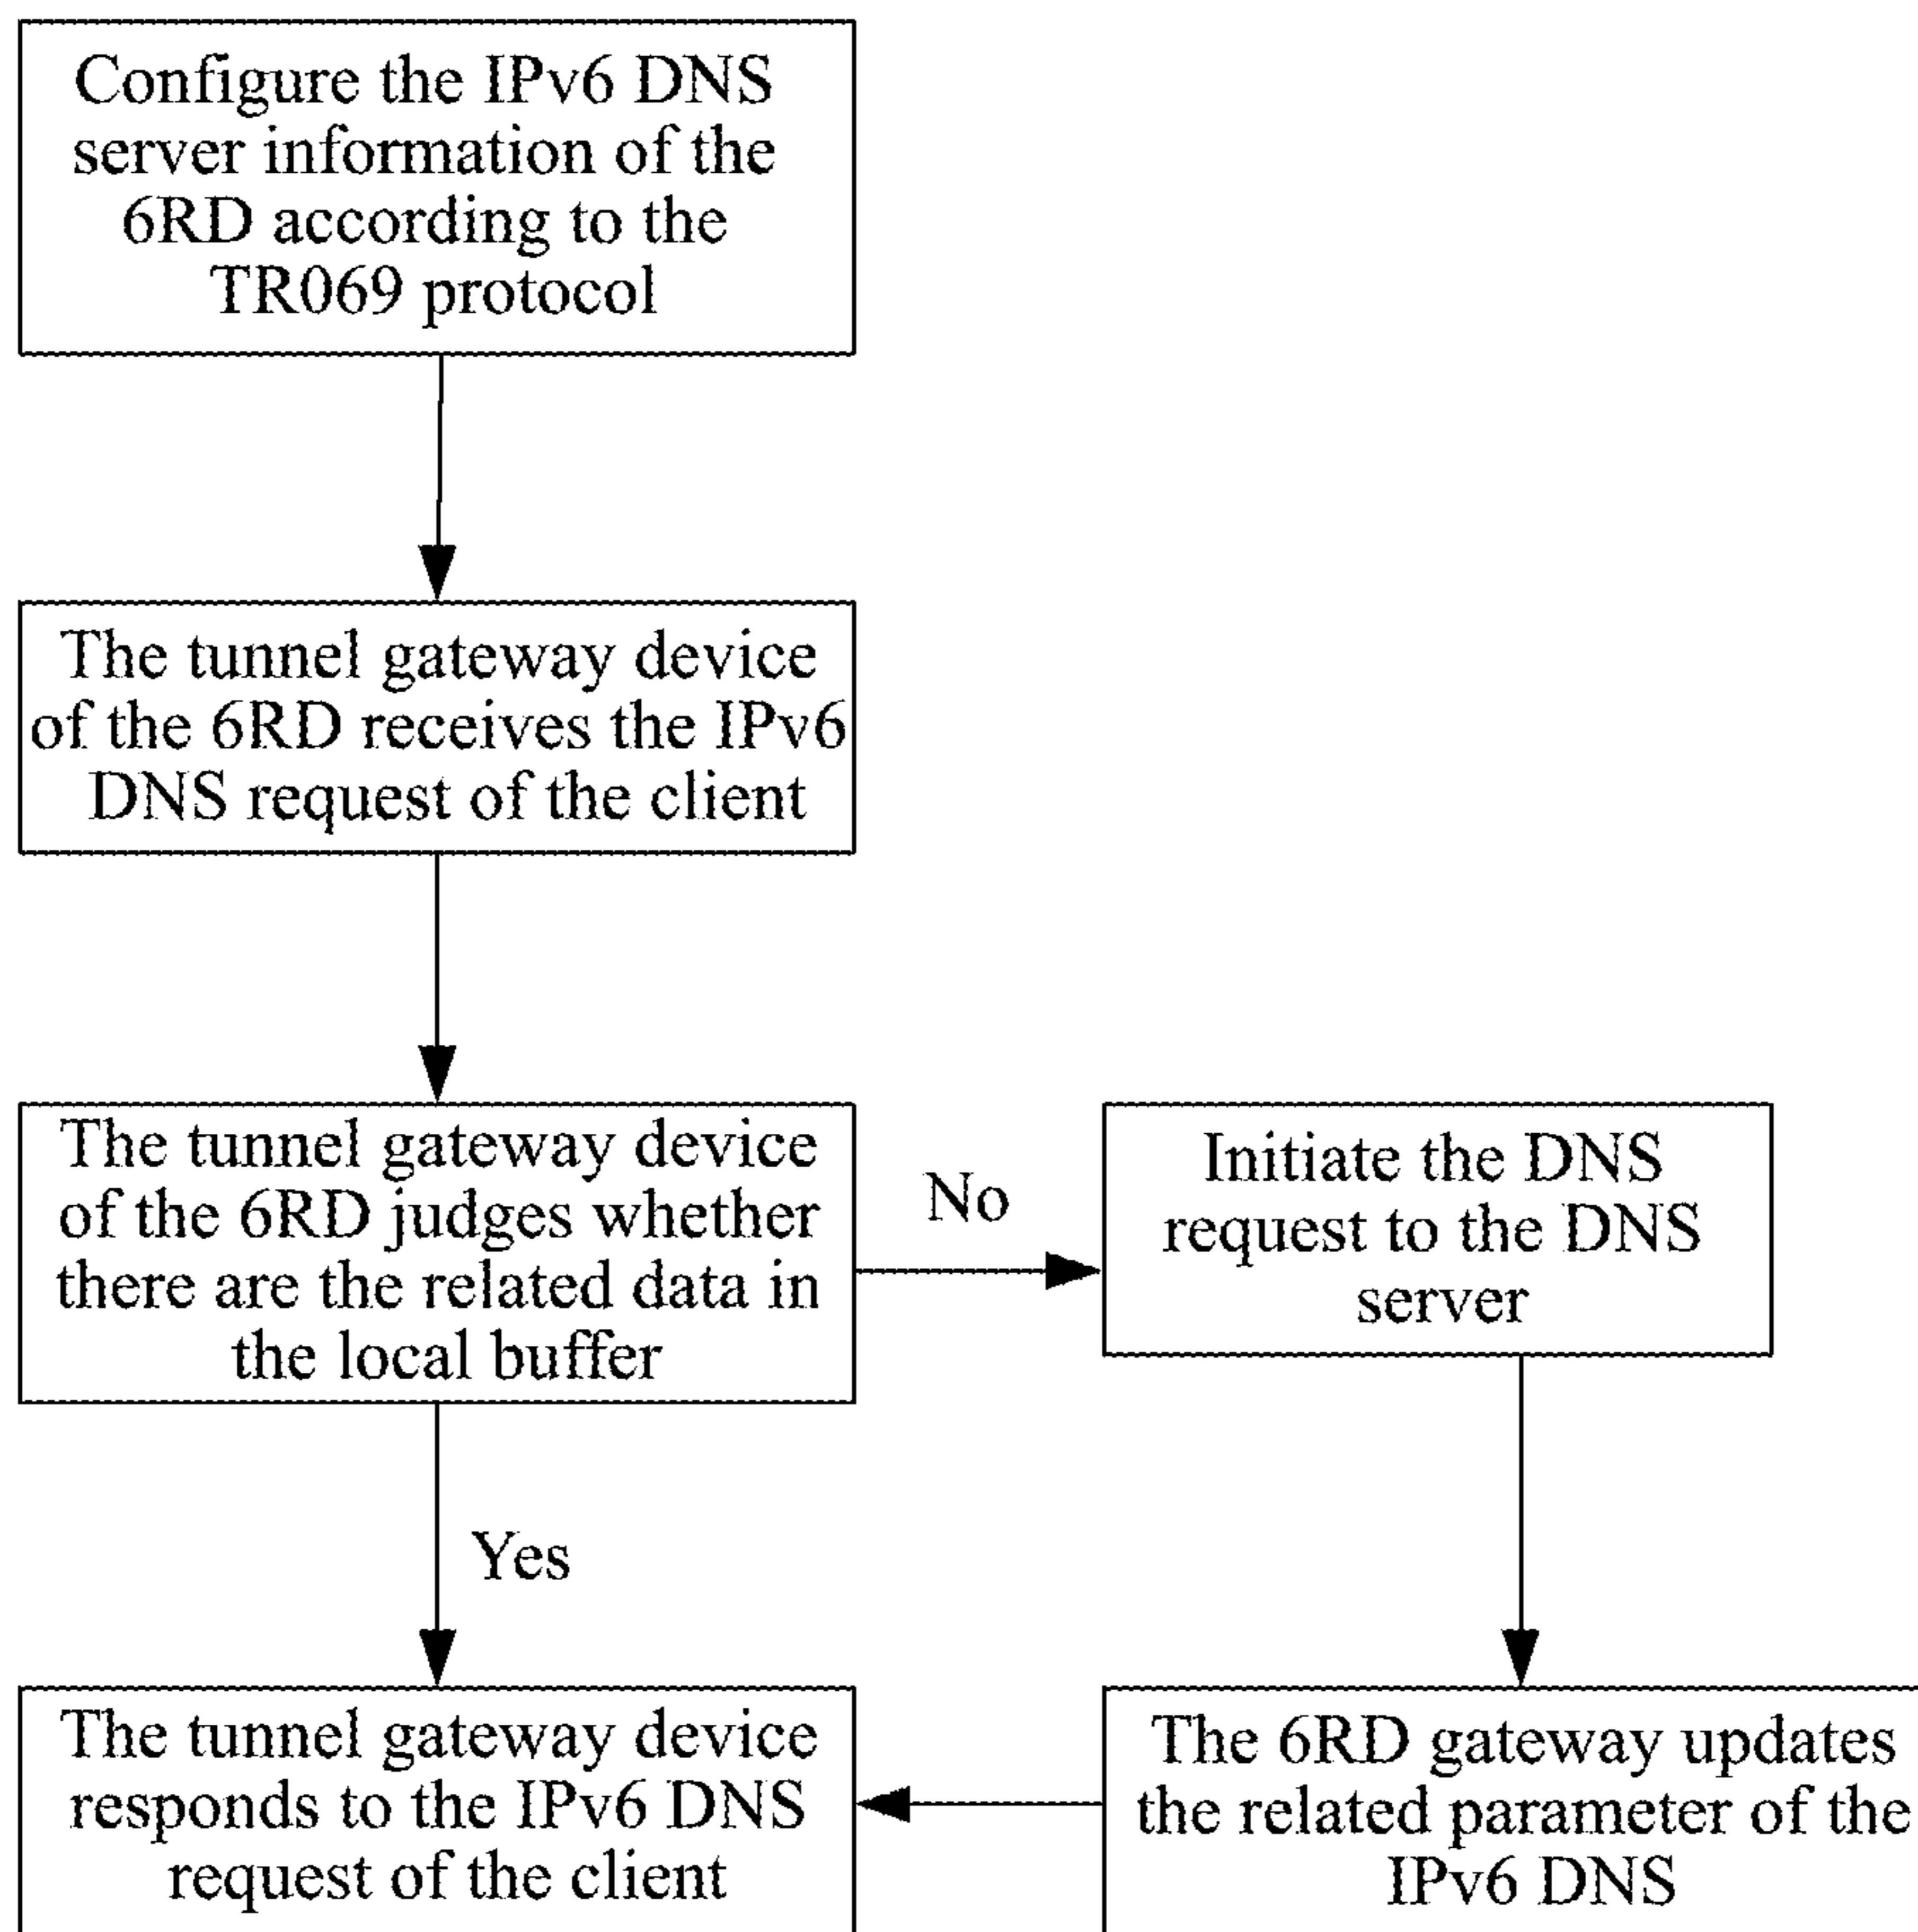 Configure the IPv6 DNS
server information of the
6RD according to the
TR069 protocol
The tunnel gateway device
of the 6RD receives the IPv6
DNS request of the client
The tunnel gateway device
of the 6RD judges whether
there are the related data in
the local buffer
No
Initiate the DNS
request to the DNS
server
Yes
The tunnel gateway device
responds to the IPv6 DNS
request of the client
The 6RD gateway updates
the related parameter of the
IPv6 DNS